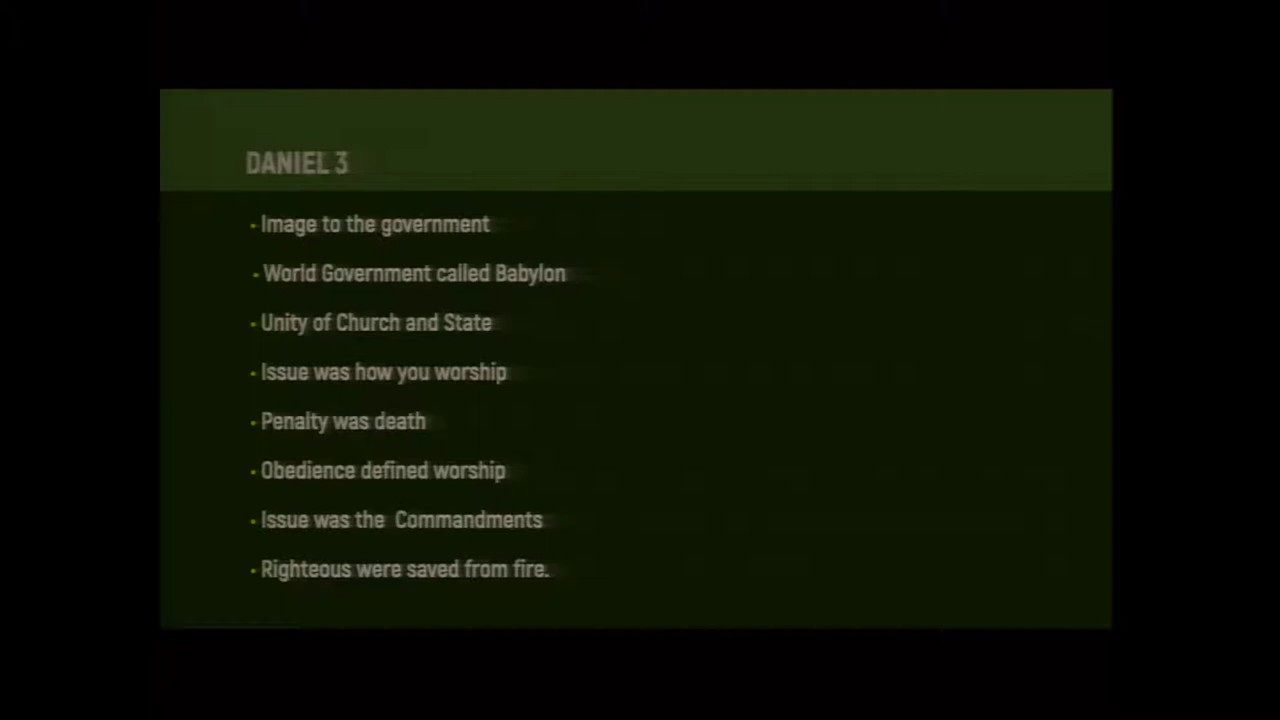 DANIEL 3
· Image to the government
· World Government called Babylon
· Unity of Church and State
· Issue was how you worship
· Penalty was death
· Obedience defined worship
· Issue was the  Commandments
· Righteous were saved from fire.